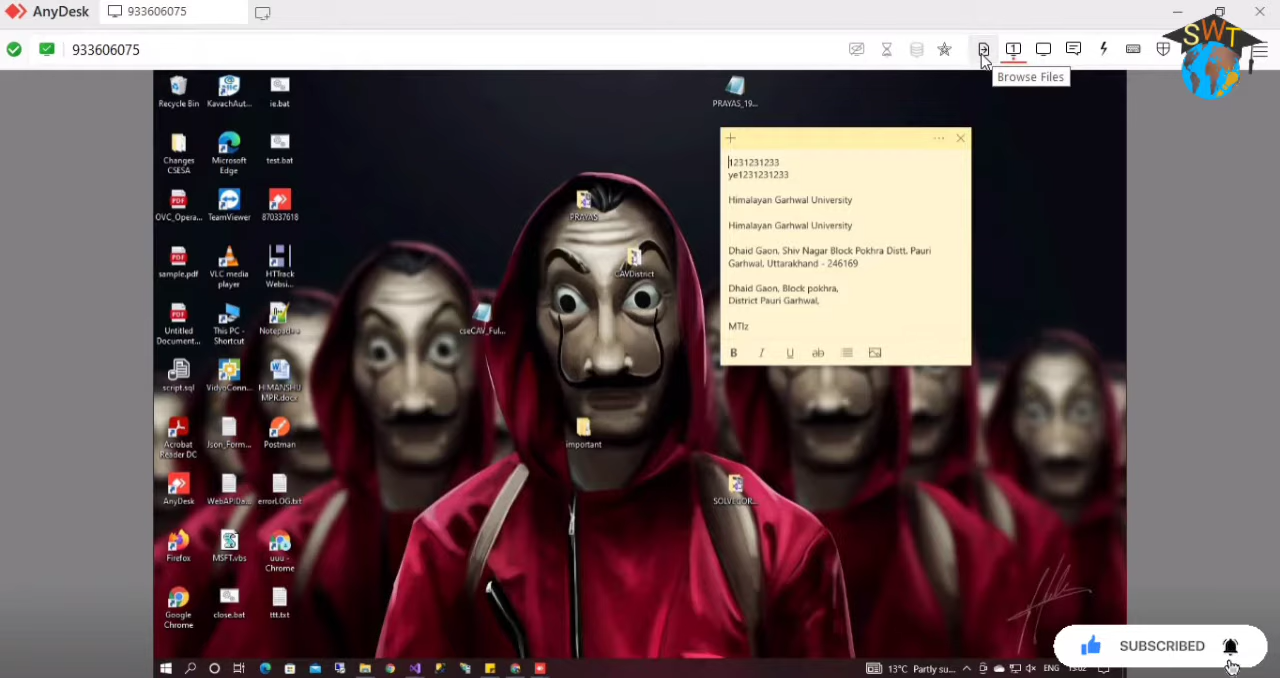 AnyDesk
933606075
933606075
SWT
Browse Files
Recycle Bin
KavachAut...
ie.bat
PRAYAS_19...
Changes CSESA
Microsoft Edge
test.bat
OVC_Opera...
TeamViewer
870337618
sample.pdf
VLC media player
HTTrack Websi...
Untitled Document...
This PC - Shortcut
Notepad++
script.sql
VidyoConn...
HIMANSHU MPR.docx
Acrobat Reader DC
Json_Form...
Postman
AnyDesk
WebAPIDa...
errorLOG.txt
Firefox
MSFT.vbs
uuu - Chrome
Google Chrome
close.bat
ttt.txt
PRAYAS
CAVDistrict
cseCAV_Ful...
important
SOLVEGOR...
1231231233
ye1231231233
Himalayan Garhwal University
Himalayan Garhwal University
Dhaid Gaon, Shiv Nagar Block Pokhra Distt. Pauri
Garhwal, Uttarakhand - 246169
Dhaid Gaon, Block pokhra,
District Pauri Garhwal,
MTIz
B I U ab
SUBSCRIBED
13°C Partly su...
ENG